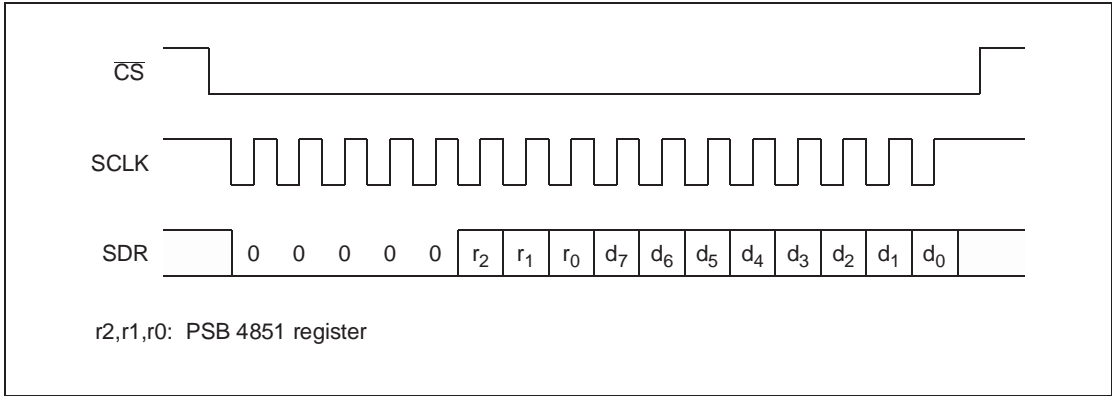 CS
SCLK
SDR 0 0 0 0 0 r2 r1 r0 d7 d6 d5 d4 d3 d2 d1 d0
r2,r1,r0: PSB 4851 register